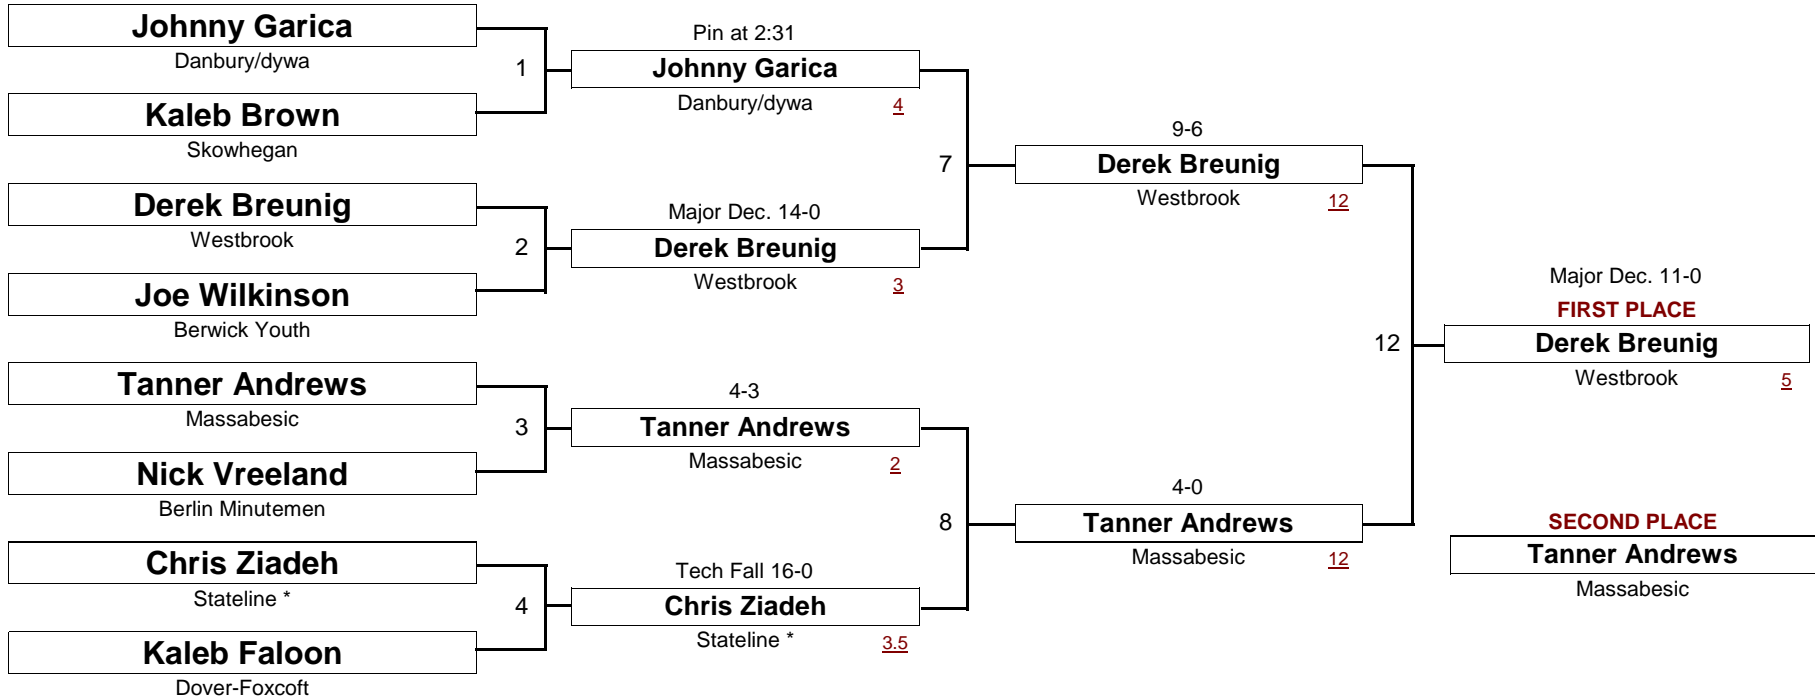 Johnny Garica
Danbury/dywa
1
Kaleb Brown
Skowhegan
Derek Breunig
Westbrook
2
Joe Wilkinson
Berwick Youth
Tanner Andrews
Massabesic
3
Nick Vreeland
Berlin Minutemen
Chris Ziadeh
Stateline *
4
Kaleb Faloon
Dover-Foxcoft
Pin at 2:31
Johnny Garica
Danbury/dywa 4
7
Major Dec. 14-0
Derek Breunig
Westbrook 3
4-3
Tanner Andrews
Massabesic 2
8
Tech Fall 16-0
Chris Ziadeh
Stateline * 3.5
9-6
Derek Breunig
Westbrook 12
12
4-0
Tanner Andrews
Massabesic 12
Major Dec. 11-0
FIRST PLACE
Derek Breunig
Westbrook 5
SECOND PLACE
Tanner Andrews
Massabesic